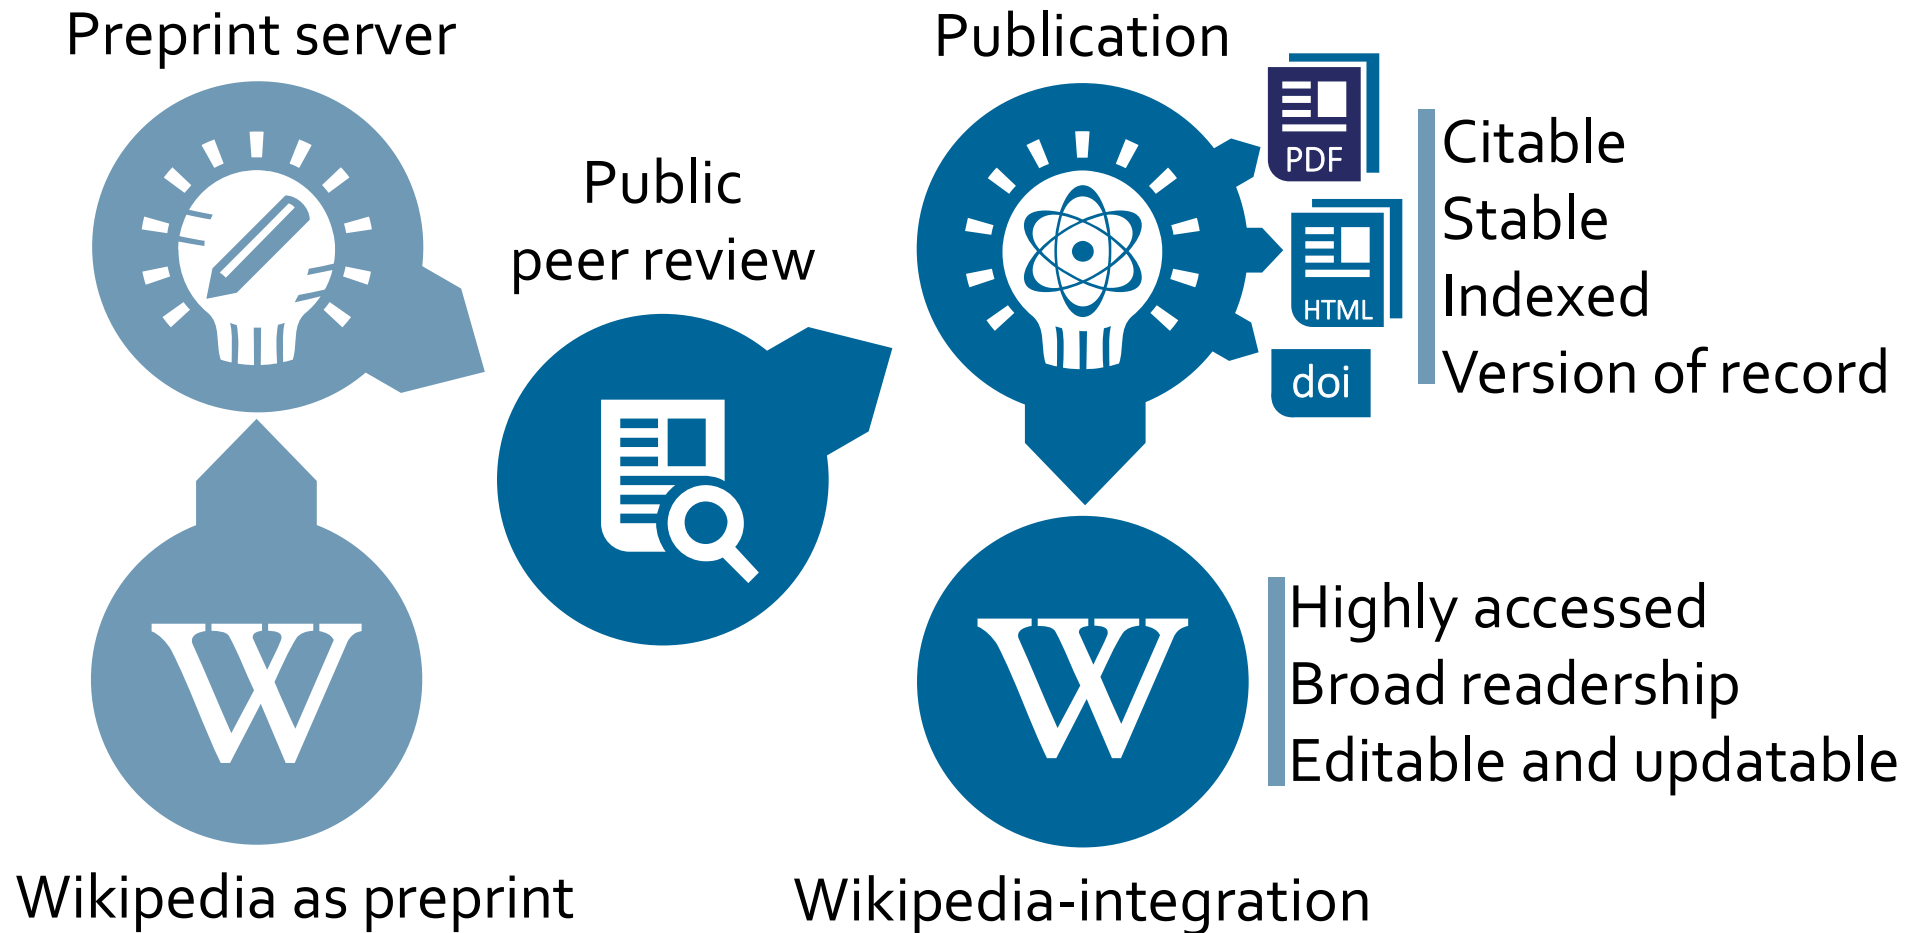 Preprint server
Public
peer review
Publication
PDF
HTML
doi
Citable
Stable
Indexed
Version of record
W
Wikipedia as preprint
W
Wikipedia-integration
Highly accessed
Broad readership
Editable and updatable